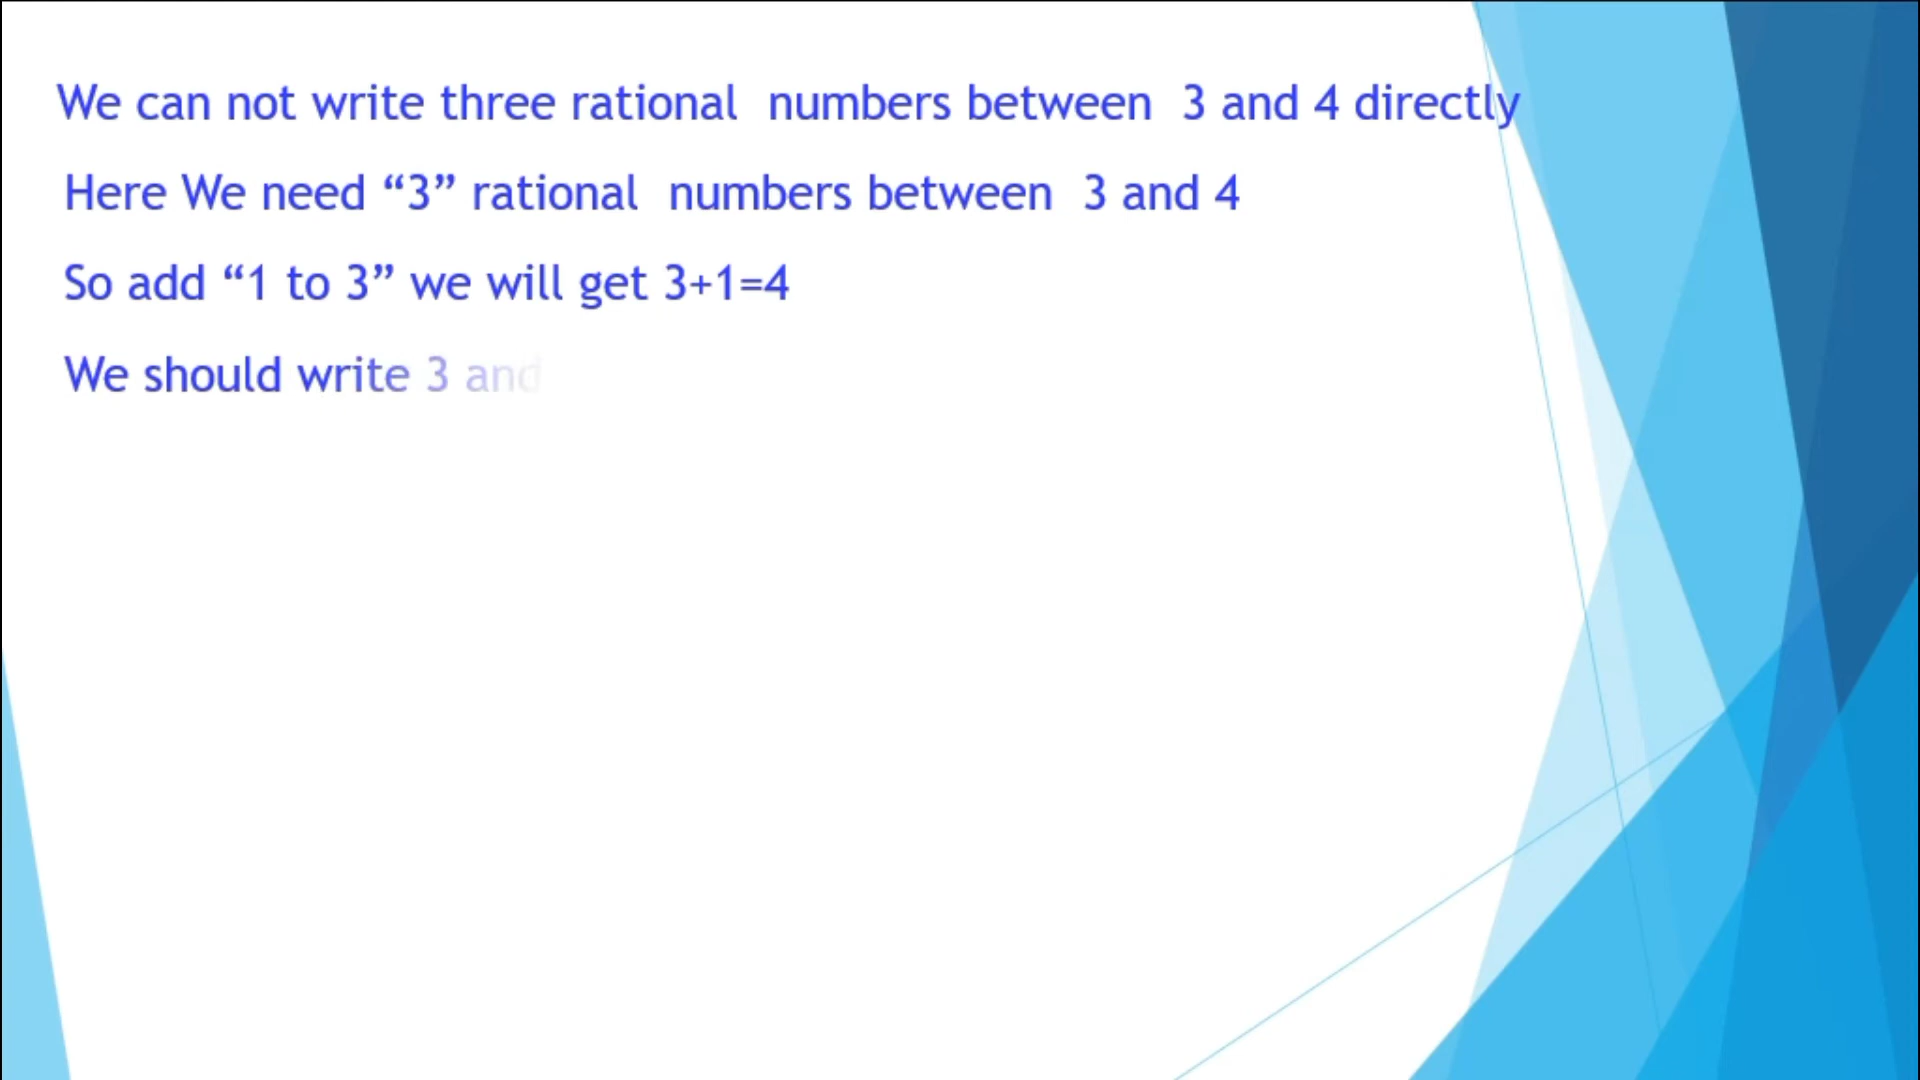 We can not write three rational numbers between 3 and 4 directly
Here We need “3” rational numbers between 3 and 4
So add “1 to 3” we will get 3+1=4
We should write 3 and